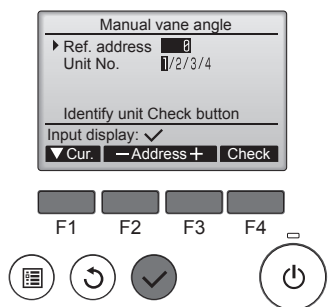 Manual vane angle
Ref. address 0
Unit No. 1/2/3/4
Identify unit Check button
Input display: ✓
▼ Cur. − Address + Check
F1 F2 F3 F4